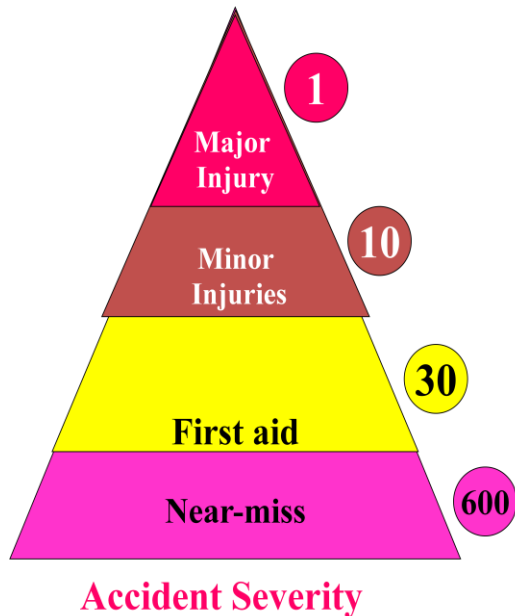 1
Major
Injury
10
Minor
Injuries
30
First aid
600
Near-miss
Accident Severity